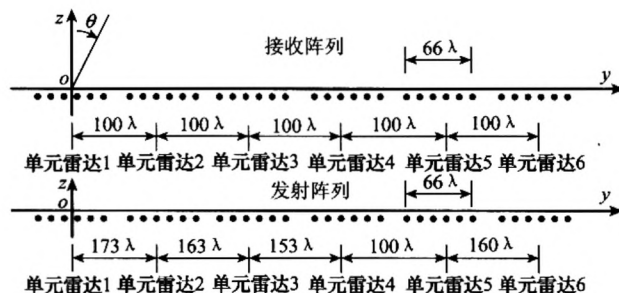 z
θ
接收阵列
66 λ
o
y
100 λ 100 λ 100 λ 100 λ 100 λ
单元雷达1 单元雷达2 单元雷达3 单元雷达4 单元雷达5 单元雷达6
z
发射阵列
66 λ
o
y
173 λ 163 λ 153 λ 100 λ 160 λ
单元雷达1 单元雷达2 单元雷达3 单元雷达4 单元雷达5 单元雷达6